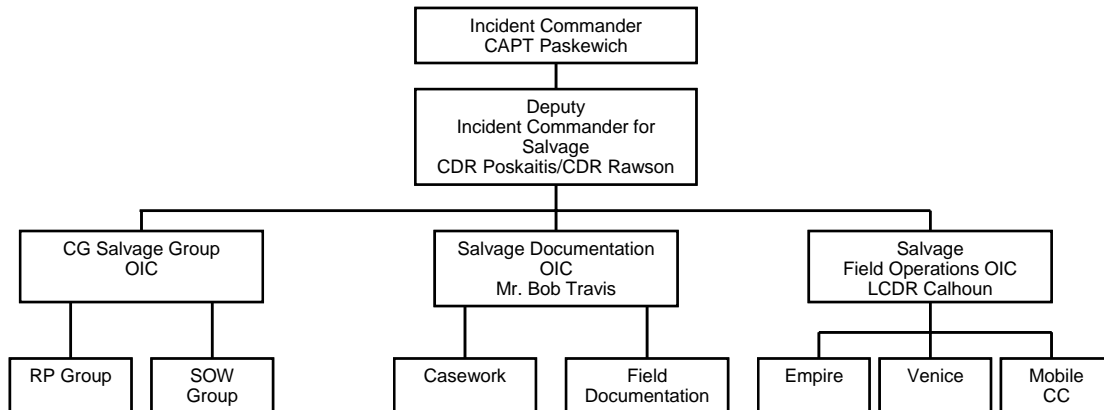 Incident Commander
CAPT Paskewich
Deputy
Incident Commander for
Salvage
CDR Poskaitis/CDR Rawson
CG Salvage Group
OIC
Salvage Documentation
OIC
Mr. Bob Travis
Salvage
Field Operations OIC
LCDR Calhoun
RP Group
SOW
Group
Casework
Field
Documentation
Empire
Venice
Mobile
CC